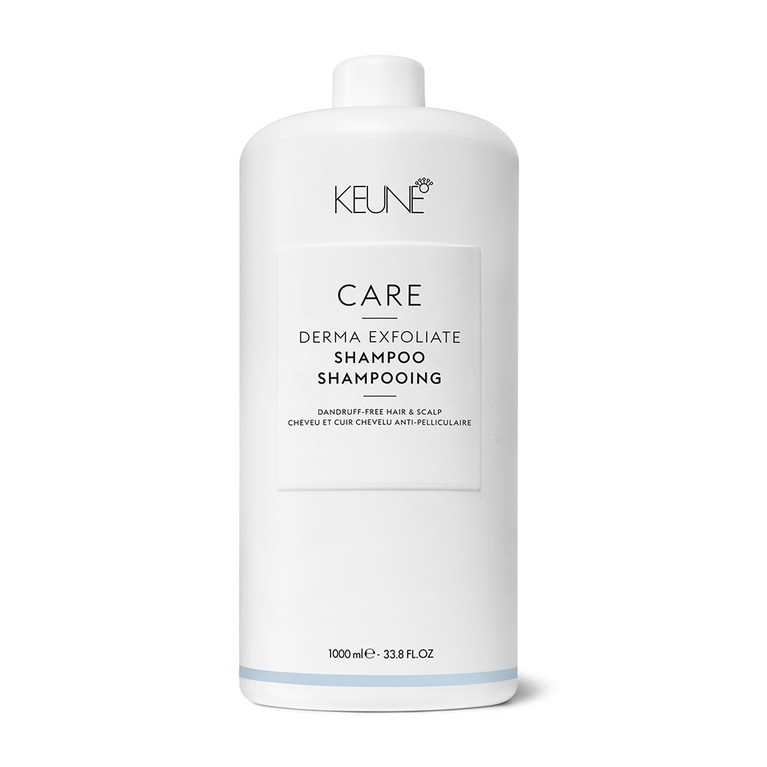 KEUNE
CARE
DERMA EXFOLIATE
SHAMPOO
SHAMPOOING
DANDRUFF-FREE HAIR & SCALP
CHEVEU ET CUIR CHEVELU ANTI-PELLICULAIRE
1000 ml℮ - 33.8 FL.OZ